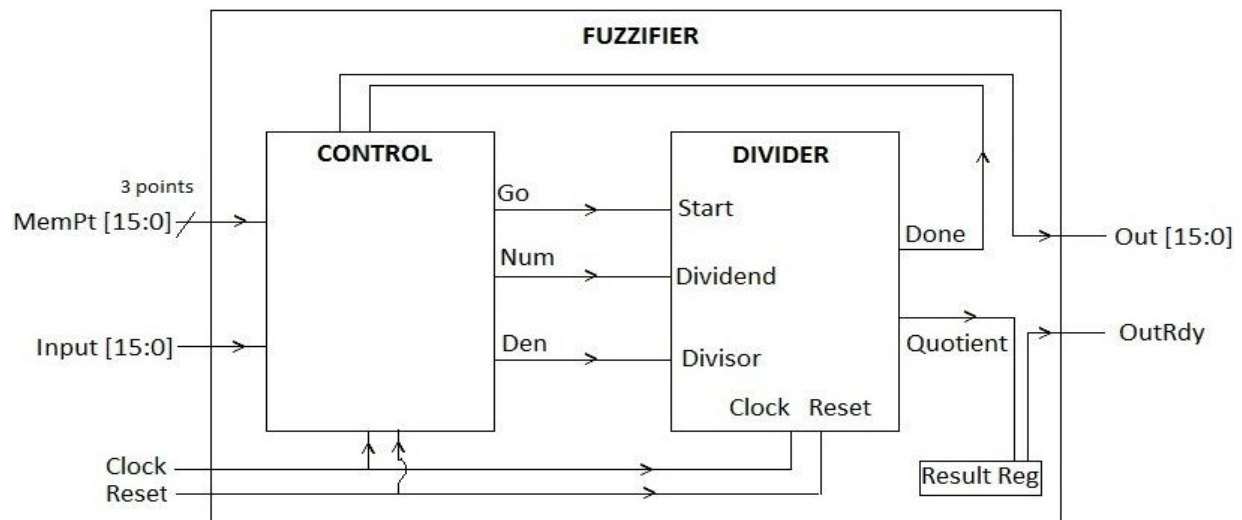 FUZZIFIER
CONTROL
DIVIDER
3 points
MemPt [15:0]
Input [15:0]
Go
Num
Den
Start
Dividend
Divisor
Clock Reset
Done
Quotient
Out [15:0]
OutRdy
Result Reg
Clock
Reset